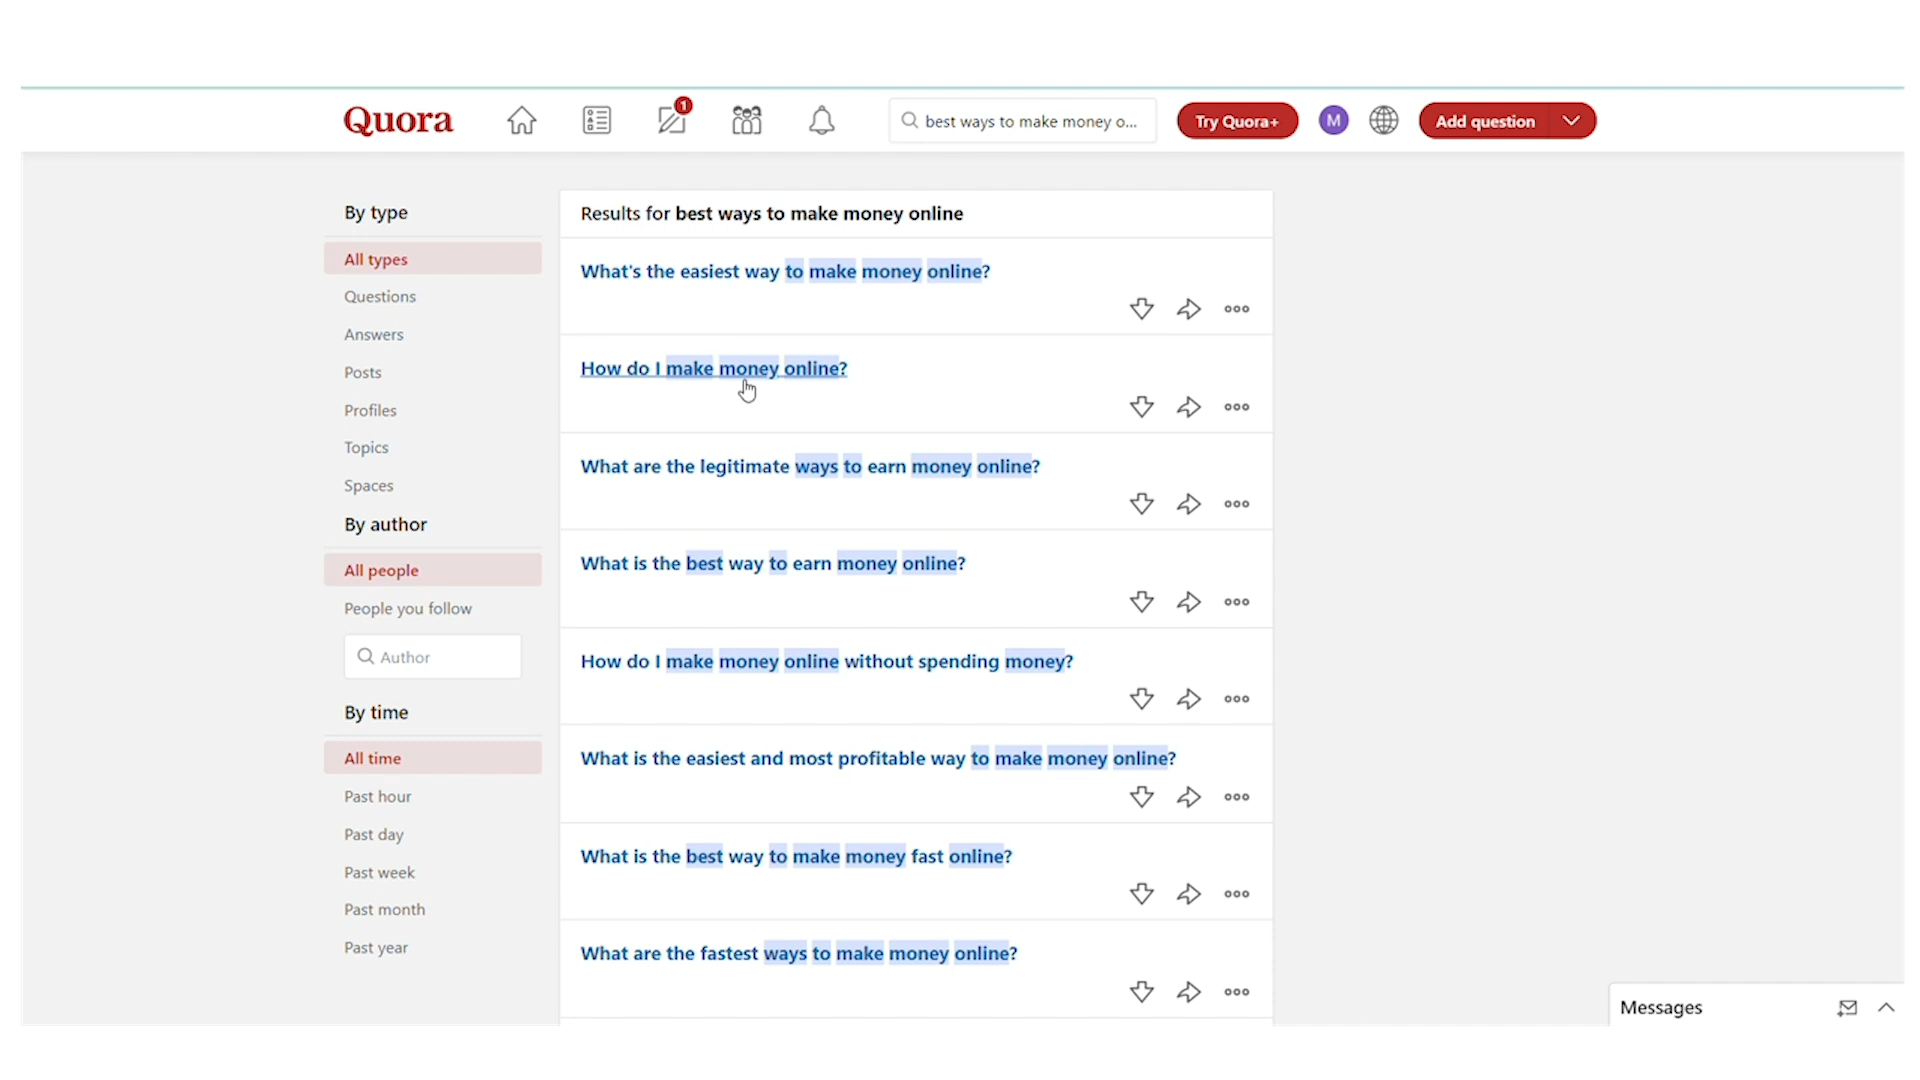 Quora
1
best ways to make money o...
Try Quora+
M
Add question
By type
All types
Questions
Answers
Posts
Profiles
Topics
Spaces
By author
All people
People you follow
Author
By time
All time
Past hour
Past day
Past week
Past month
Past year
Results for best ways to make money online
What's the easiest way to make money online?
How do I make money online?
What are the legitimate ways to earn money online?
What is the best way to earn money online?
How do I make money online without spending money?
What is the easiest and most profitable way to make money online?
What is the best way to make money fast online?
What are the fastest ways to make money online?
Messages